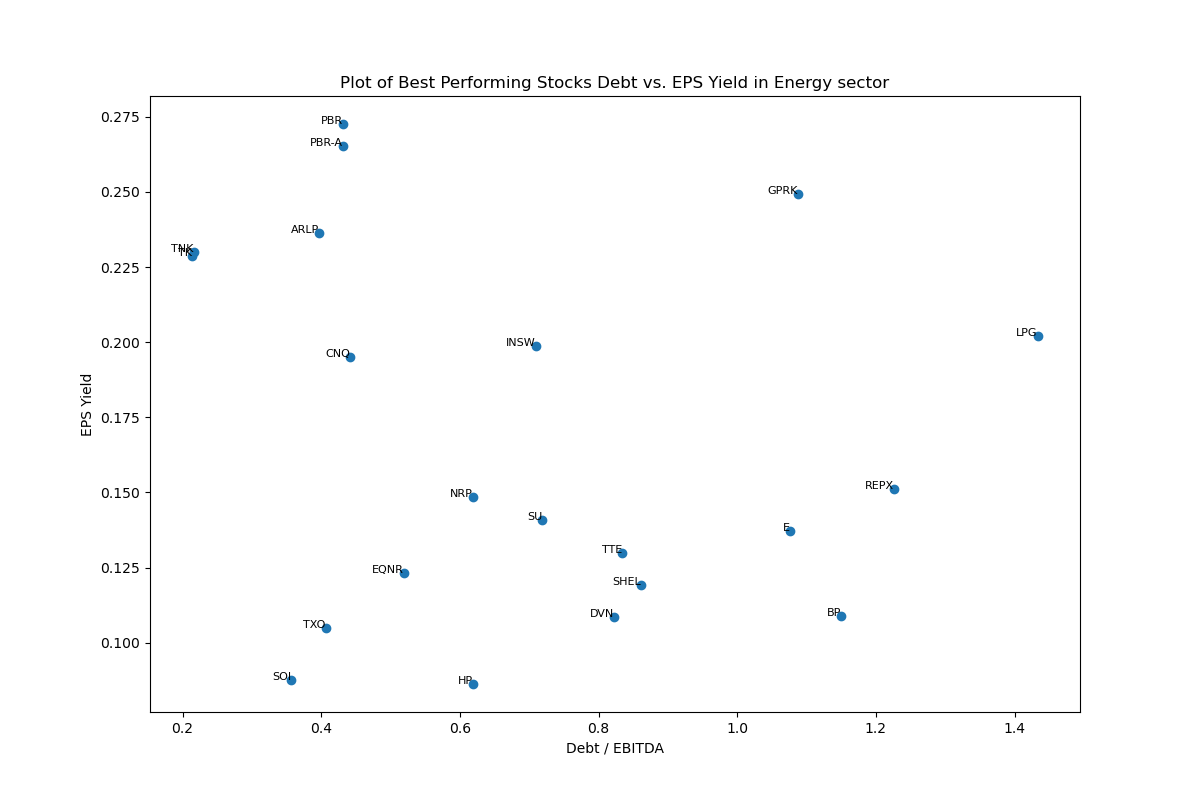 Plot of Best Performing Stocks Debt vs. EPS Yield in Energy sector
0.275
PBR
PBR-A
0.250
GPRK
ARLP
TNK
TK
0.225
LPG
0.200
INSW
CNQ
0.175
EPS Yield
0.150
NRP
REPX
SU
E
TTE
0.125
EQNR
SHEL
DVN
BP
TXO
0.100
SOI
HP
0.2 0.4 0.6 0.8 1.0 1.2 1.4
Debt / EBITDA